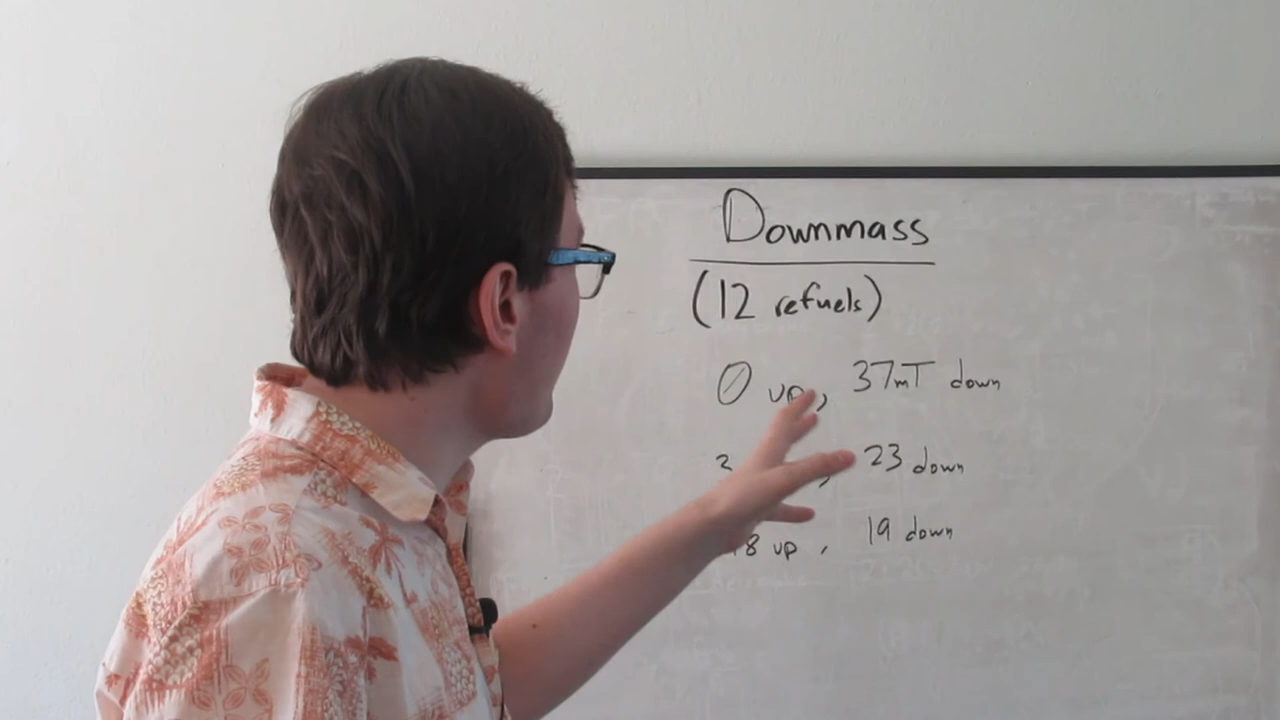 Downmass
(12 refuels)
0 up, 37mT down
, 23 down
8 up, 19 down